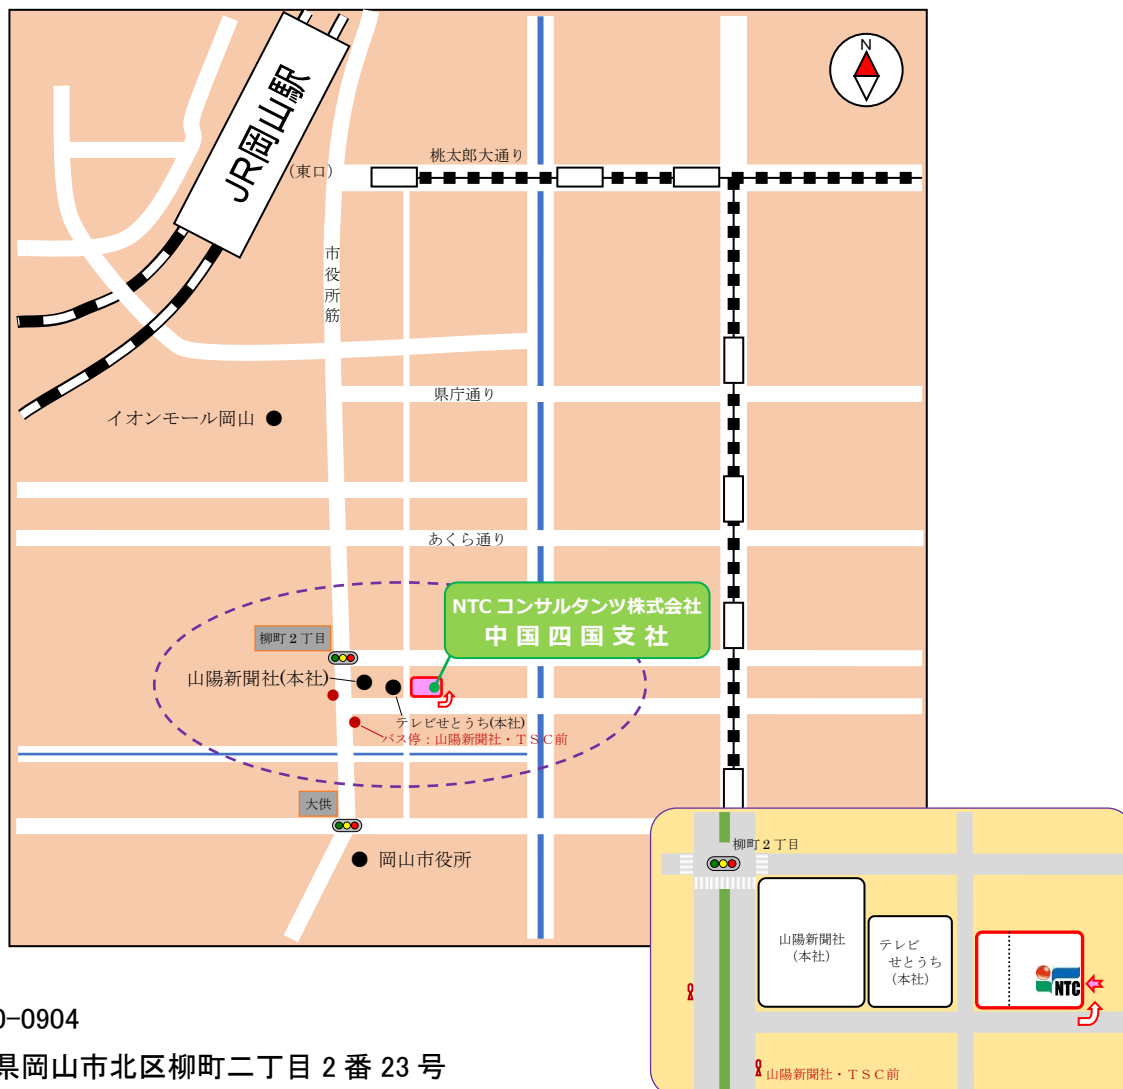 N
JR岡山駅
(東口)
桃太郎大通り
市役所筋
県庁通り
イオンモール岡山
あくら通り
NTC コンサルタンツ株式会社
中国四国支社
柳町2丁目
山陽新聞社(本社)
テレビせとうち(本社)
バス停：山陽新聞社・TSC前
大供
岡山市役所
柳町2丁目
山陽新聞社
(本社)
テレビ
せとうち
(本社)
NTC
山陽新聞社・TSC前
0-0904
県岡山市北区柳町二丁目 2 番 23 号